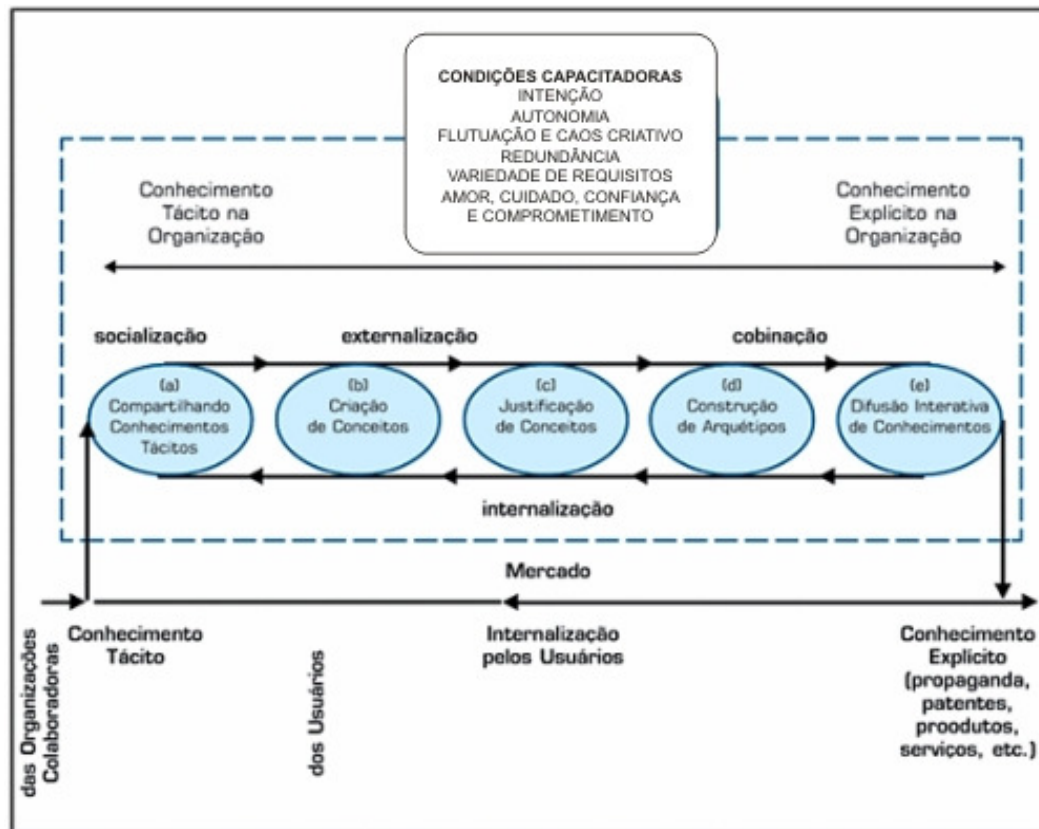 CONDIÇÕES CAPACITADORAS
INTENÇÃO
AUTONOMIA
FLUTUAÇÃO E CAOS CRIATIVO
REDUNDÂNCIA
VARIEDADE DE REQUISITOS
AMOR, CUIDADO, CONFIANÇA
E COMPROMETIMENTO
Conhecimento
Tácito na
Organização
Conhecimento
Explícito na
Organização
socialização
externalização
cobinação
(a)
Compartilhando
Conhecimentos
Tácitos
(b)
Criação
de Conceitos
(c)
Justificação
de Conceitos
(d)
Construção
de Arquétipos
(e)
Difusão Interativa
de Conhecimentos
internalização
Mercado
das Organizações
Colaboradoras
Conhecimento
Tácito
dos Usuários
Internalização
pelos Usuários
Conhecimento
Explícito
(propaganda,
patentes,
proodutos,
serviços, etc.)